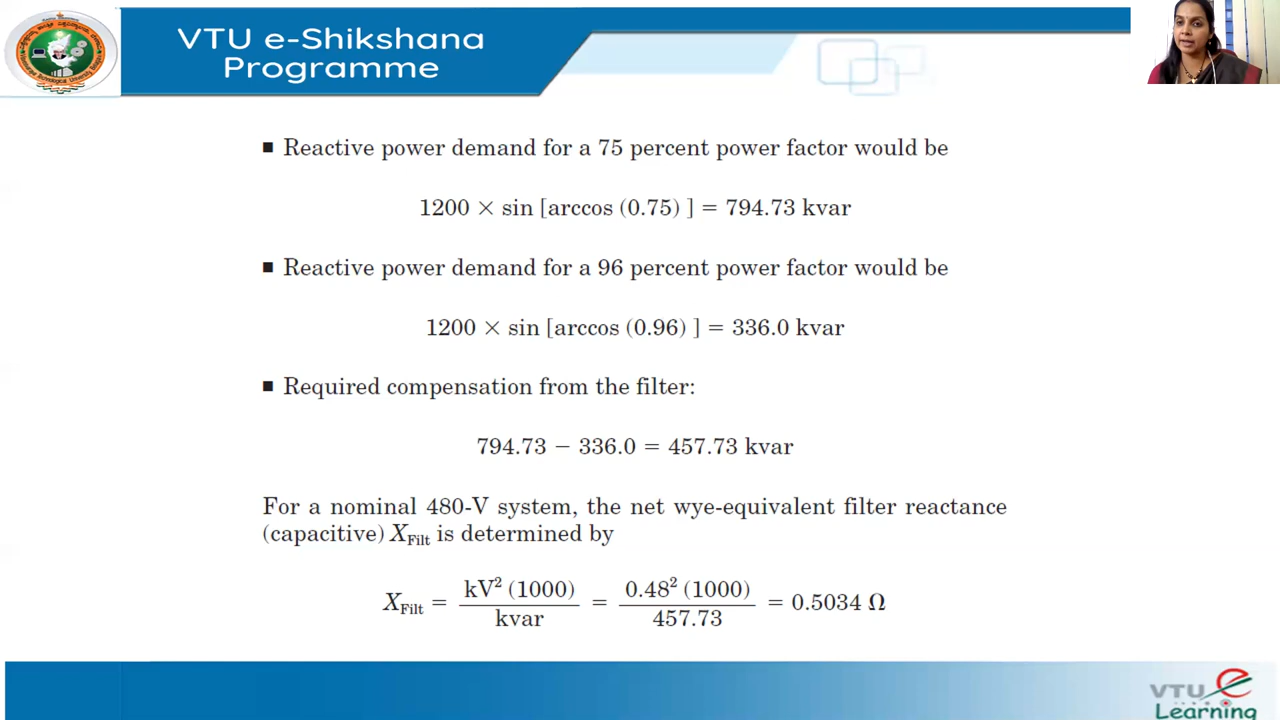 VTU e-Shikshana
Programme
■ Reactive power demand for a 75 percent power factor would be
1200 × sin [arccos (0.75) ] = 794.73 kvar
■ Reactive power demand for a 96 percent power factor would be
1200 × sin [arccos (0.96) ] = 336.0 kvar
■ Required compensation from the filter:
794.73 − 336.0 = 457.73 kvar
For a nominal 480-V system, the net wye-equivalent filter reactance
(capacitive) X_Filt is determined by
X_Filt = kV² (1000) / kvar = 0.48² (1000) / 457.73 = 0.5034 Ω
VTU e
Learning